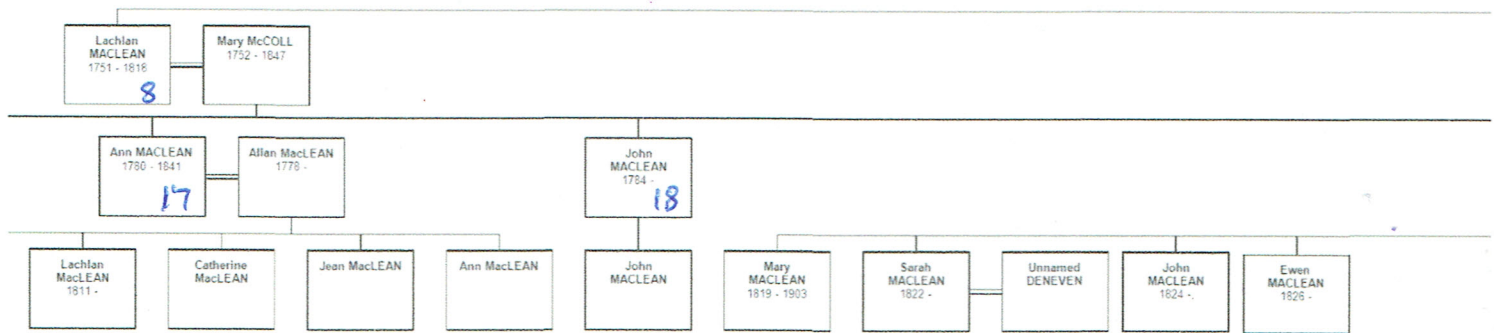 Lachlan
MACLEAN
1751 - 1818
8
Mary McCOLL
1752 - 1847
Ann MACLEAN
1780 - 1841
17
Allan MacLEAN
1778 -
John
MACLEAN
1784 -
18
Lachlan
MacLEAN
1811 -
Catherine
MacLEAN
Jean MacLEAN
Ann MacLEAN
John
MACLEAN
Mary
MACLEAN
1819 - 1903
Sarah
MACLEAN
1822 -
Unnamed
DENEVEN
John
MACLEAN
1824 -
Ewen
MACLEAN
1826 -